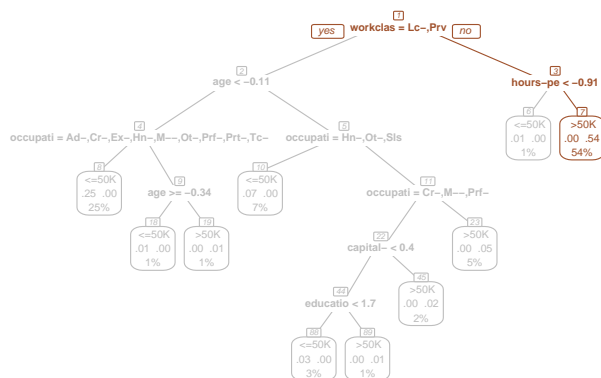 1
yes workclas = Lc−,Prv no
2
age < −0.11
3
hours−pe < −0.91
4
occupati = Ad−,Cr−,Ex−,Hn−,M−−,Ot−,Prf−,Prt−,Tc−
5
occupati = Hn−,Ot−,Sls
6
<=50K
.01 .00
1%
7
>50K
.00 .54
54%
8
<=50K
.25 .00
25%
9
age >= −0.34
10
<=50K
.07 .00
7%
11
occupati = Cr−,M−−,Prf−
18
<=50K
.01 .00
1%
19
>50K
.00 .01
1%
22
capital− < 0.4
23
>50K
.00 .05
5%
44
educatio < 1.7
45
>50K
.00 .02
2%
88
<=50K
.03 .00
3%
89
>50K
.00 .01
1%